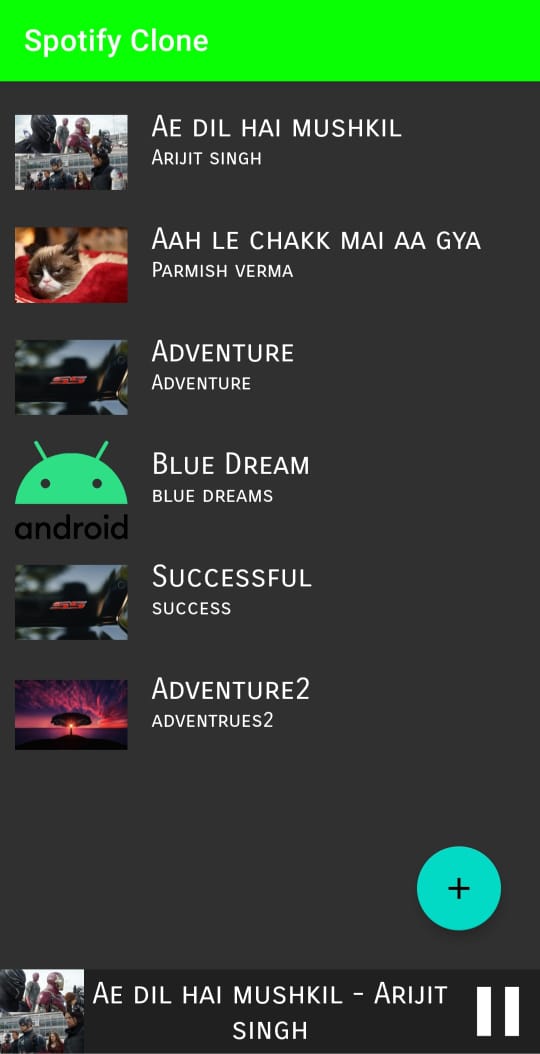 Spotify Clone
Ae dil hai mushkil
Arijit singh
Aah le chakk mai aa gya
Parmish verma
Adventure
Adventure
Blue Dream
blue dreams
android
Successful
success
Adventure2
adventrues2
+
Ae dil hai mushkil - Arijit
singh